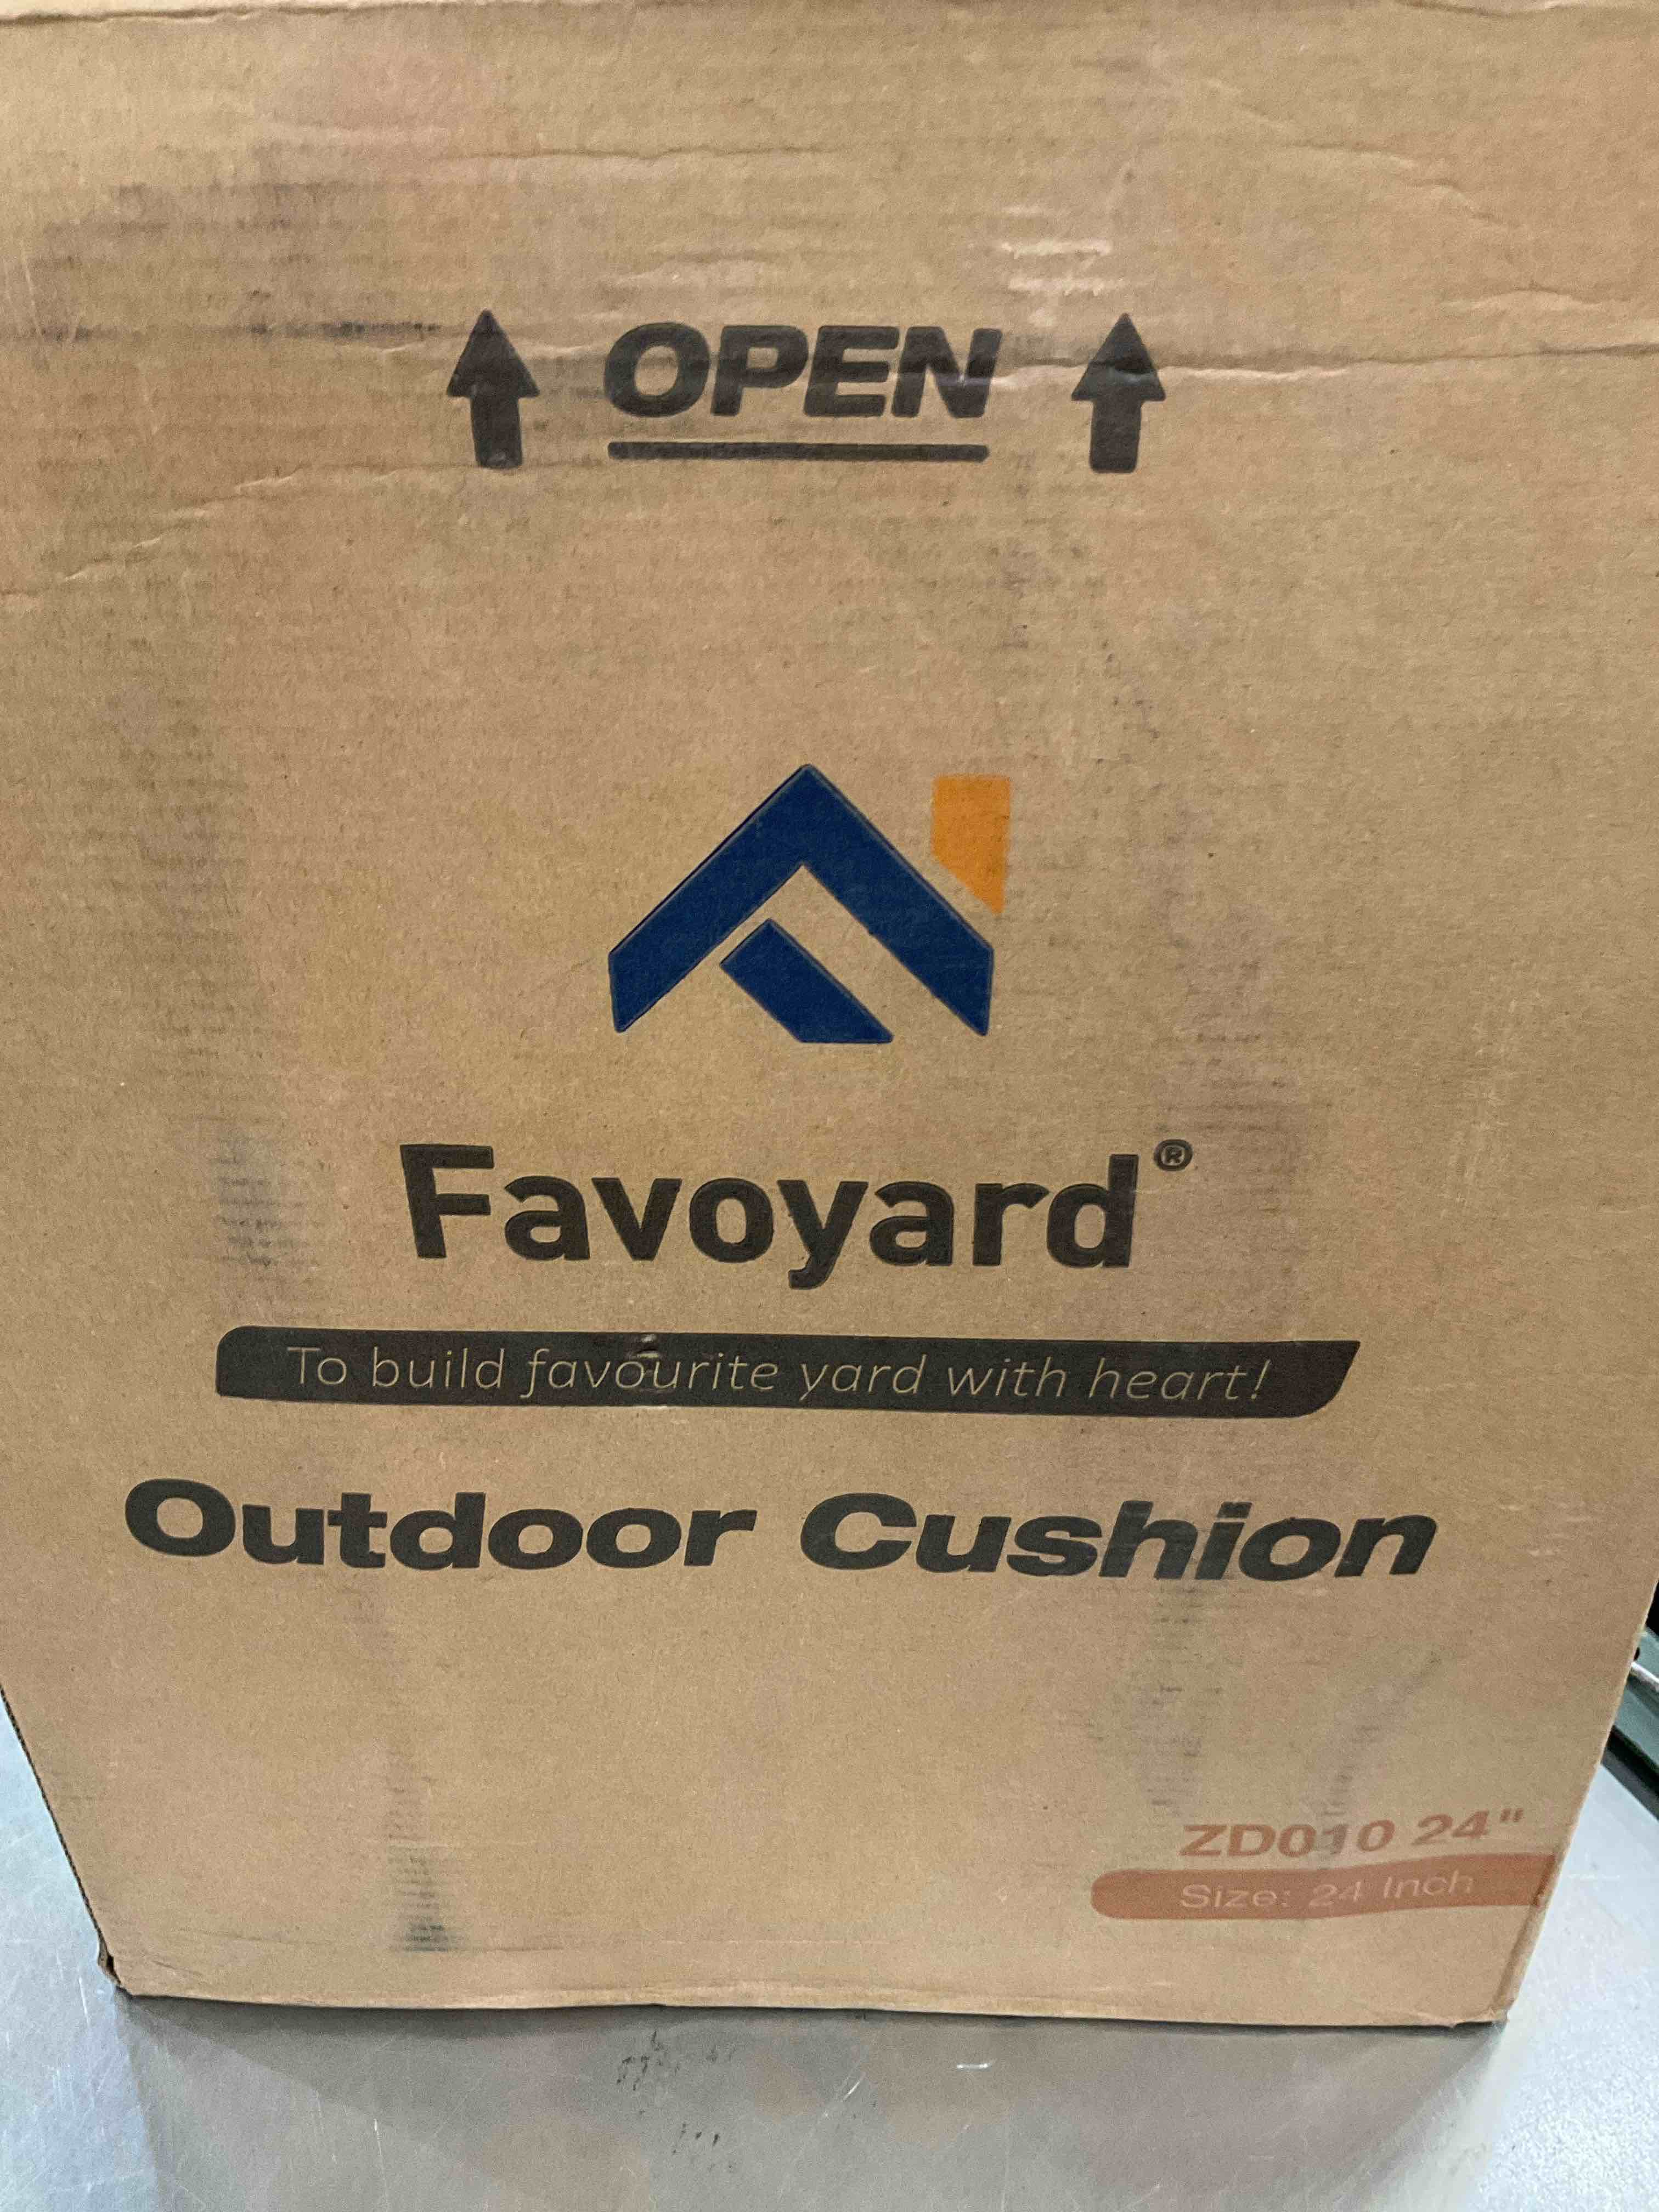 OPEN
Favoyard®
To build favourite yard with heart!
Outdoor Cushion
ZD010 24"
Size: 24 Inch